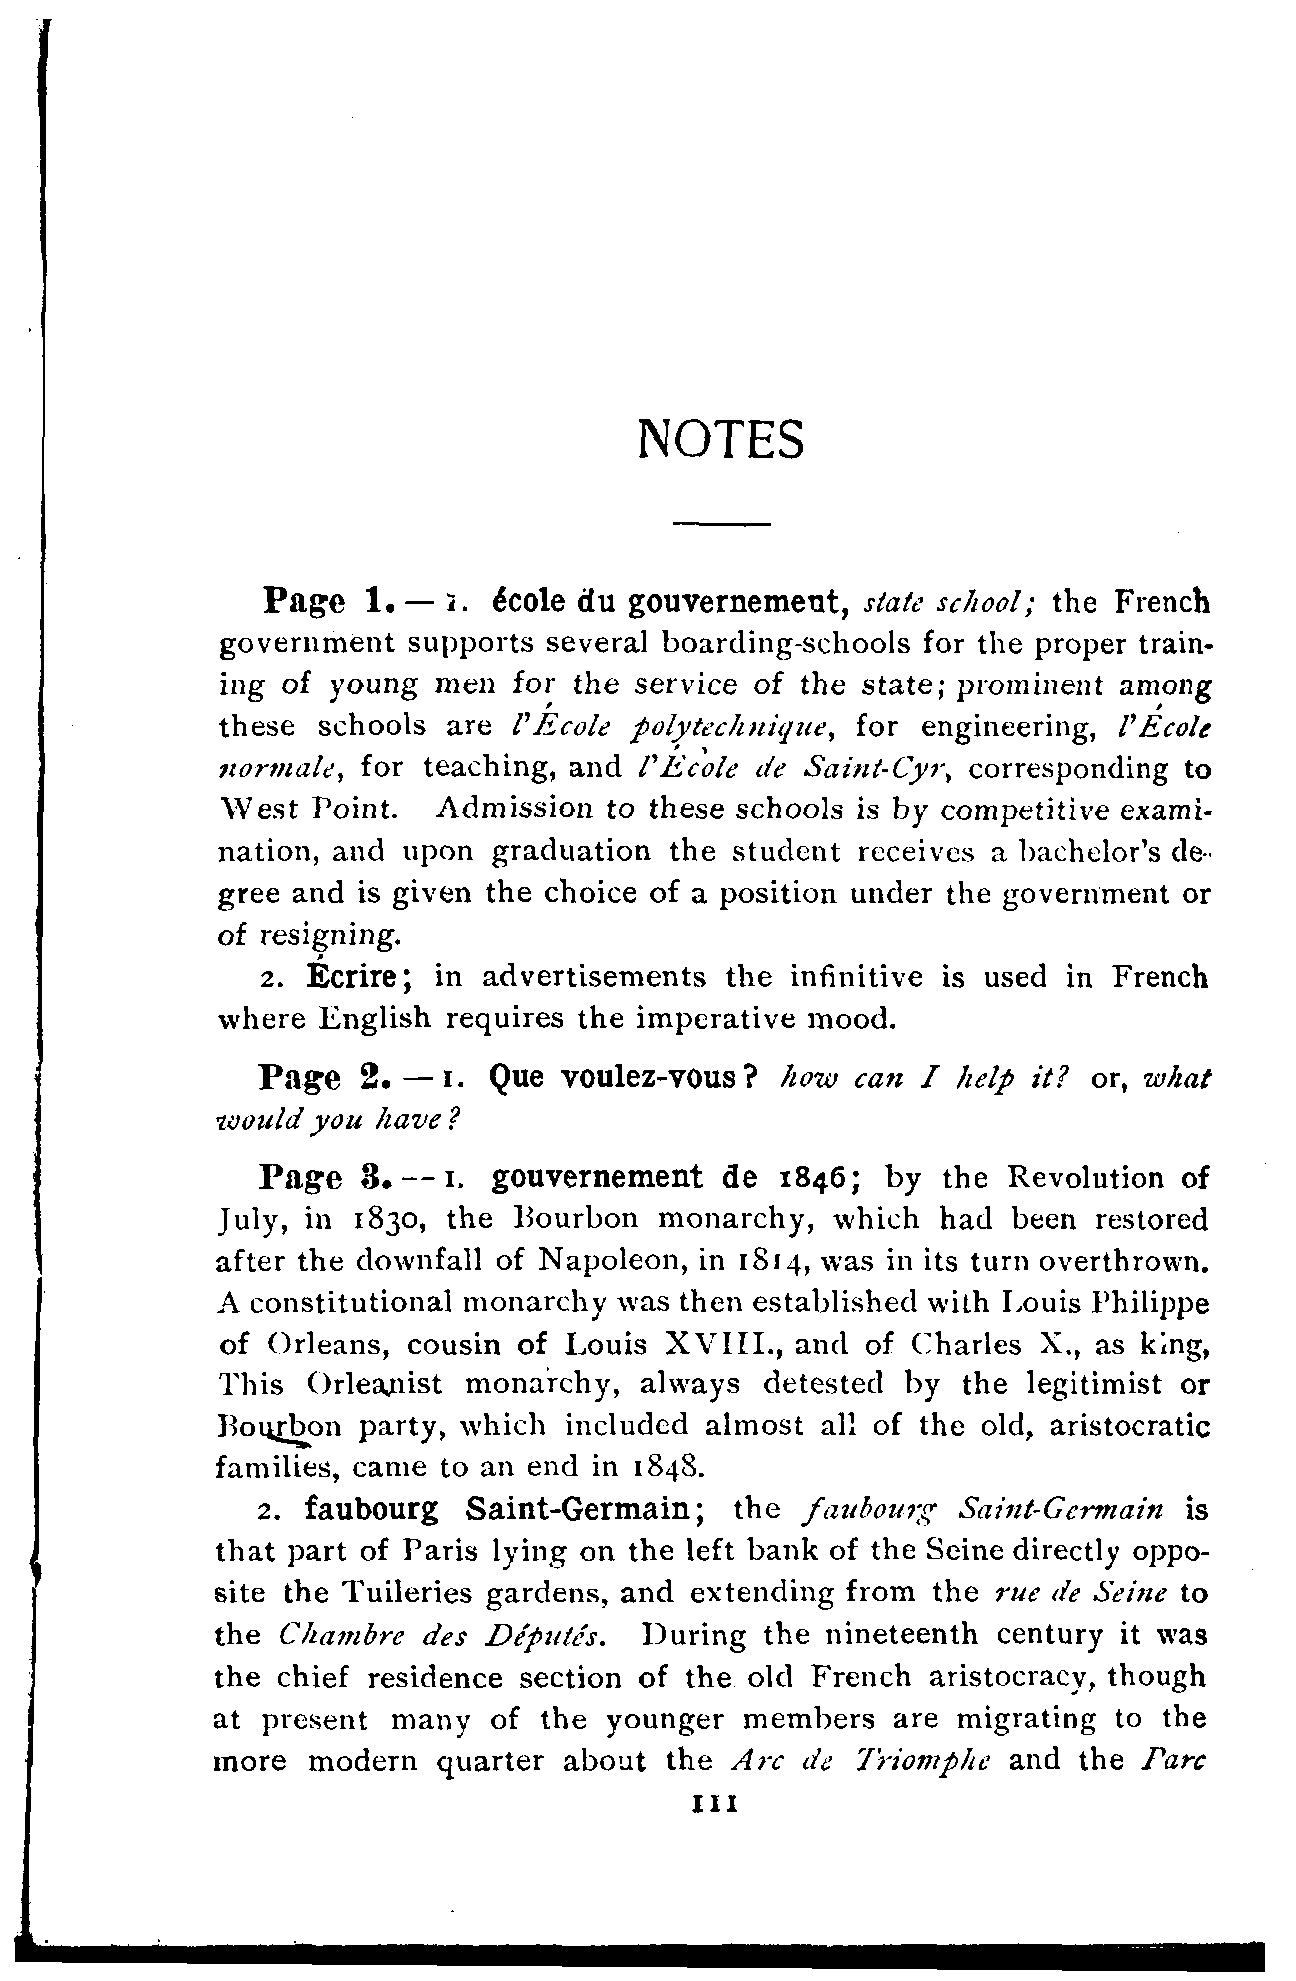 NOTES
Page 1. — 1. école du gouvernement, state school; the French
government supports several boarding-schools for the proper train-
ing of young men for the service of the state; prominent among
these schools are l'École polytechnique, for engineering, l'École
normale, for teaching, and l'École de Saint-Cyr, corresponding to
West Point. Admission to these schools is by competitive exami-
nation, and upon graduation the student receives a bachelor's de-
gree and is given the choice of a position under the government or
of resigning.
2. Écrire; in advertisements the infinitive is used in French
where English requires the imperative mood.
Page 2. — 1. Que voulez-vous? how can I help it? or, what
would you have?
Page 3. — 1. gouvernement de 1846; by the Revolution of
July, in 1830, the Bourbon monarchy, which had been restored
after the downfall of Napoleon, in 1814, was in its turn overthrown.
A constitutional monarchy was then established with Louis Philippe
of Orleans, cousin of Louis XVIII., and of Charles X., as king,
This Orleanist monarchy, always detested by the legitimist or
Bourbon party, which included almost all of the old, aristocratic
families, came to an end in 1848.
2. faubourg Saint-Germain; the faubourg Saint-Germain is
that part of Paris lying on the left bank of the Seine directly oppo-
site the Tuileries gardens, and extending from the rue de Seine to
the Chambre des Députés. During the nineteenth century it was
the chief residence section of the old French aristocracy, though
at present many of the younger members are migrating to the
more modern quarter about the Arc de Triomphe and the Parc
111